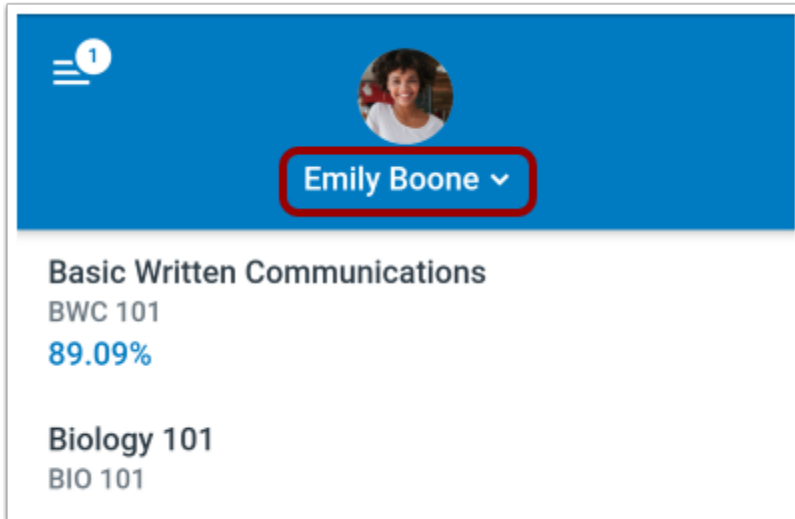 1
Emily Boone
Basic Written Communications
BWC 101
89.09%
Biology 101
BIO 101